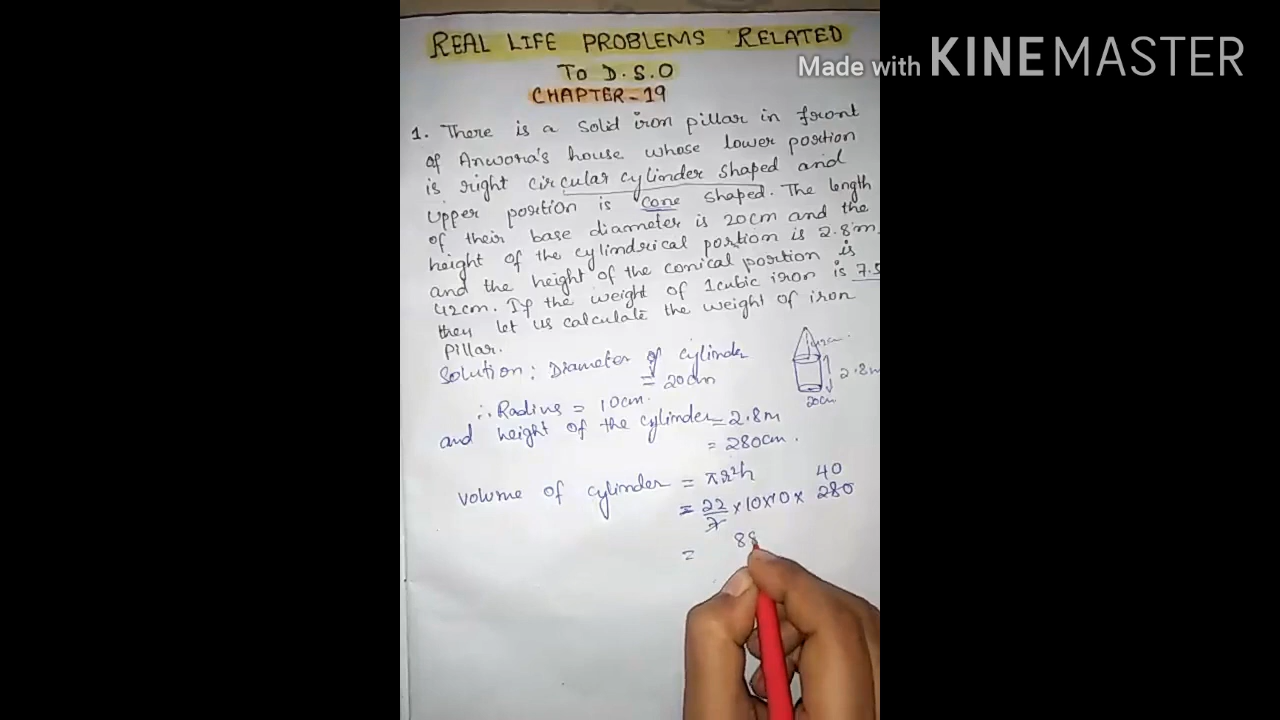 REAL LIFE PROBLEMS RELATED
TO D.S.O
CHAPTER-19
Made with KINEMASTER
1. There is a solid iron pillar in front
of Anwora's house whose lower portion
is right circular cylinder shaped and
upper portion is cone shaped. The length
of their base diameter is 20cm and the
height of the cylindrical portion is 2.8m.
and the height of the conical portion is
42cm. If the weight of 1cubic iron is 7.5
then let us calculate the weight of iron
pillar.
Solution: Diameter of cylinder
= 20cm
∴ Radius = 10cm.
and height of the cylinder = 2.8m
= 280cm.
42cm.
2.8m
20cm
volume of cylinder = πr²h
40
= 22/7 × 10 × 10 × 280
= 88